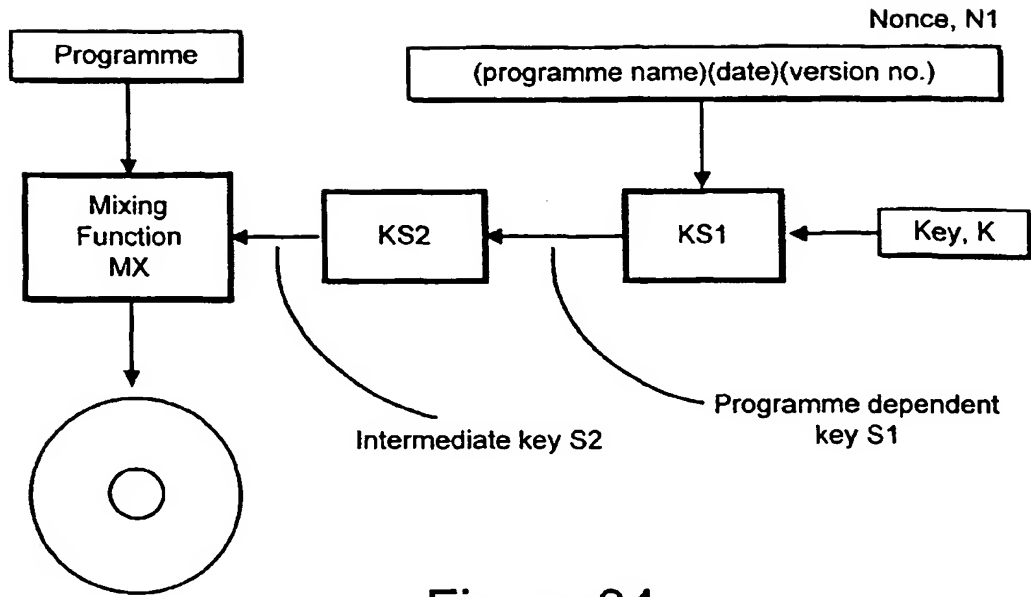 Nonce, N1
Programme
(programme name)(date)(version no.)
Mixing
Function
MX
KS2
KS1
Key, K
Intermediate key S2
Programme dependent
key S1